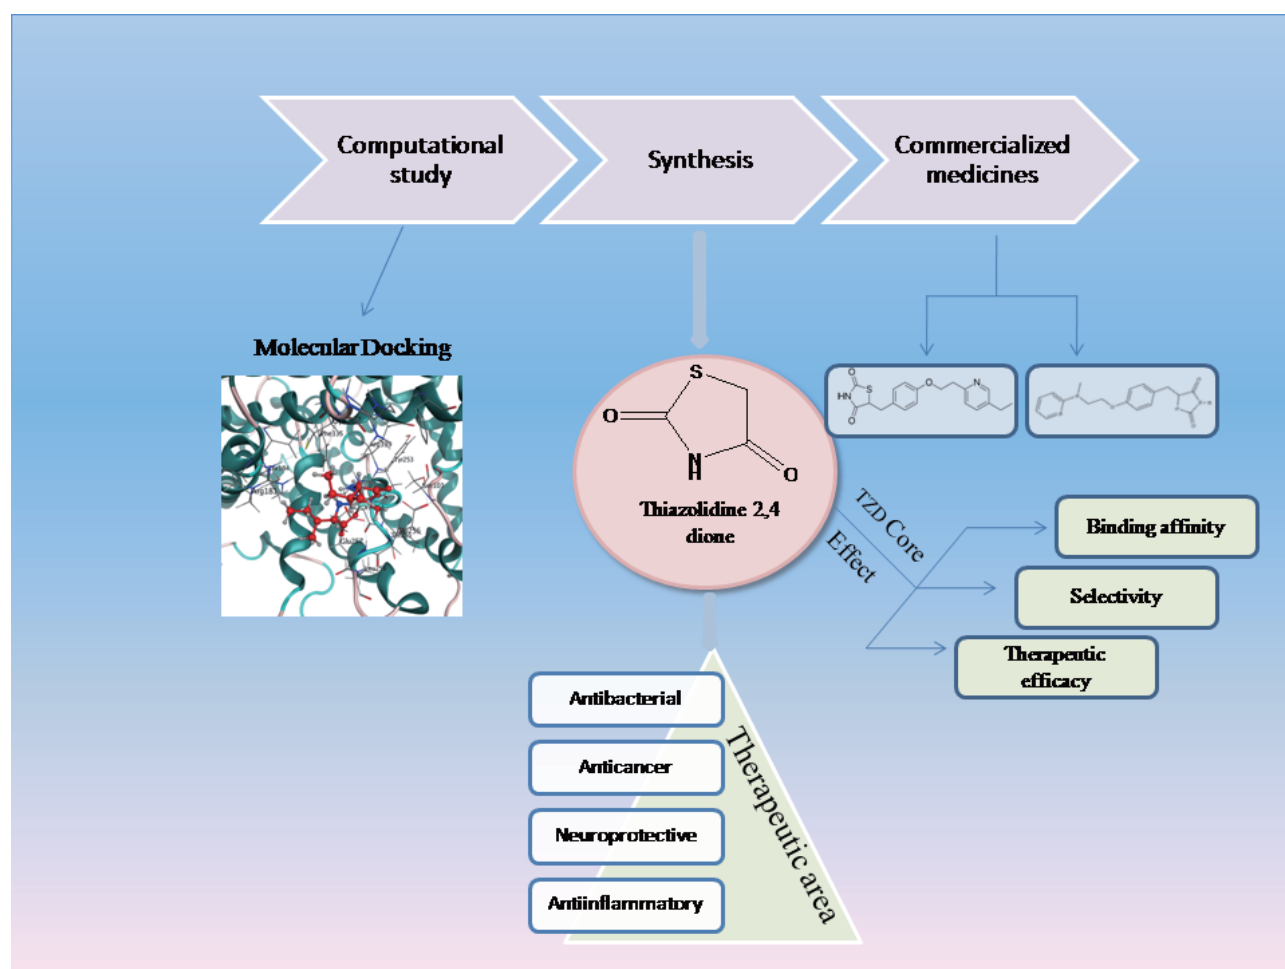 Computational
study
Synthesis
Commercialized
medicines
Molecular Docking
S
O
O
N
H
Thiazolidine 2,4
dione
O
S
HN
O
O
N
TZD Core
Effect
Binding affinity
Selectivity
Therapeutic
efficacy
Antibacterial
Anticancer
Neuroprotective
Antiinflammatory
Therapeutic area